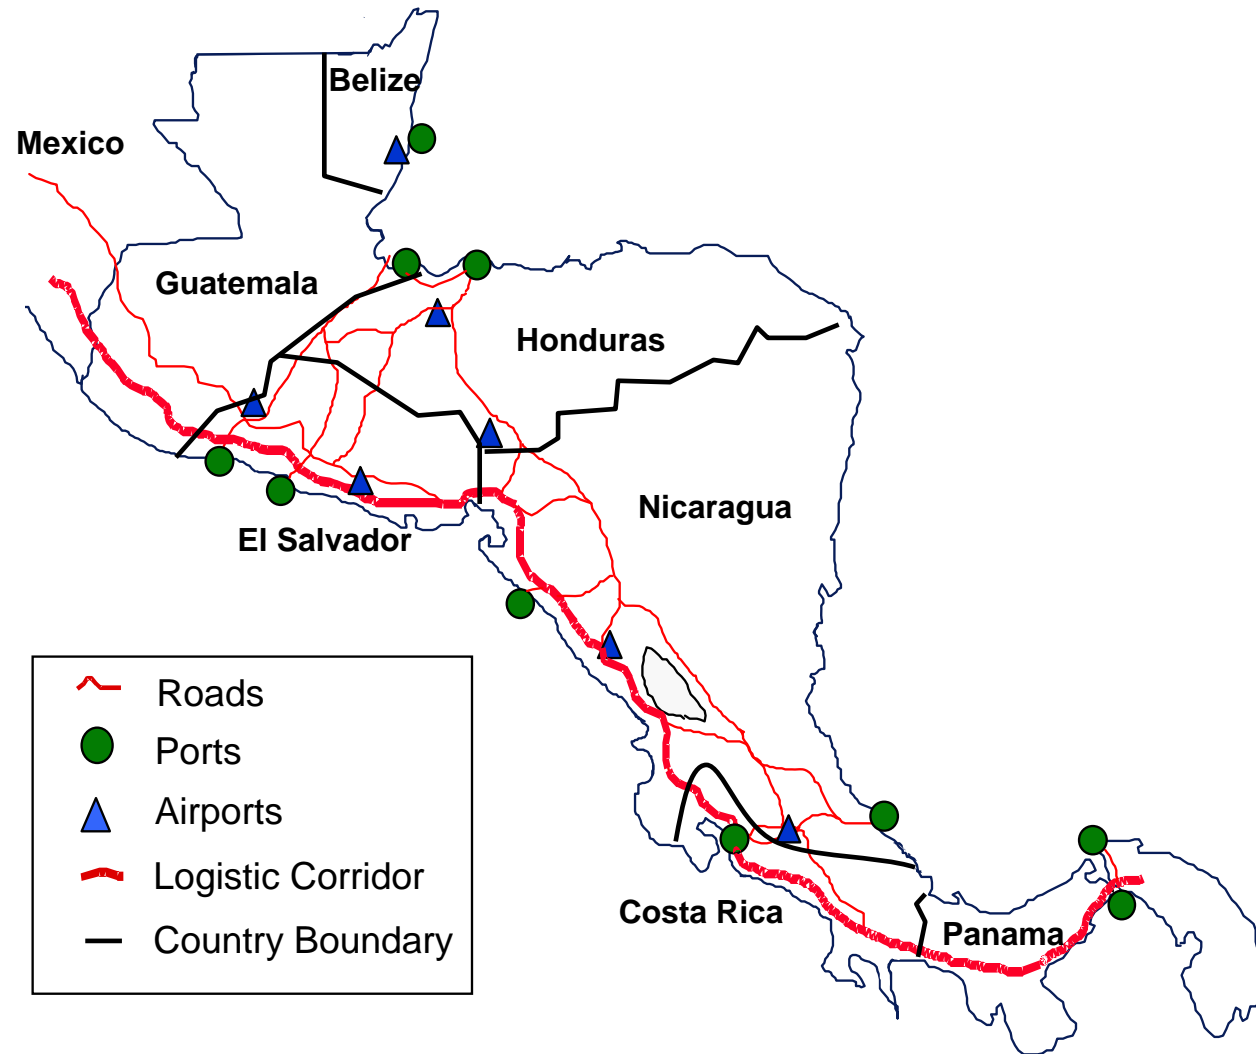 Belize
Mexico
Guatemala
Honduras
Nicaragua
El Salvador
Costa Rica
Panama
Roads
Ports
Airports
Logistic Corridor
Country Boundary